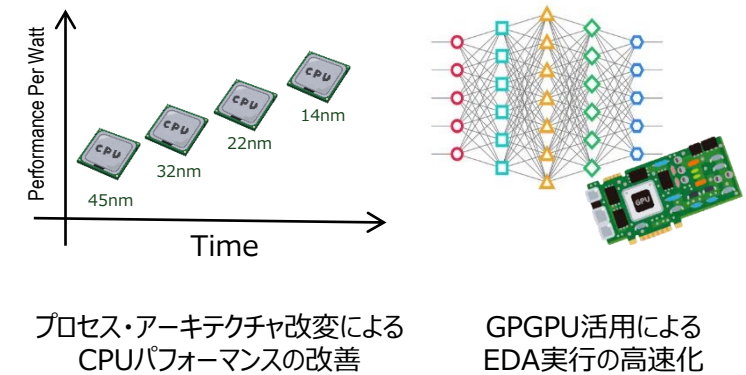 Performance Per Watt
CPU
CPU
CPU
CPU
45nm
32nm
22nm
14nm
Time
GPU
プロセス・アーキテクチャ改変による
CPUパフォーマンスの改善
GPGPU活用による
EDA実行の高速化